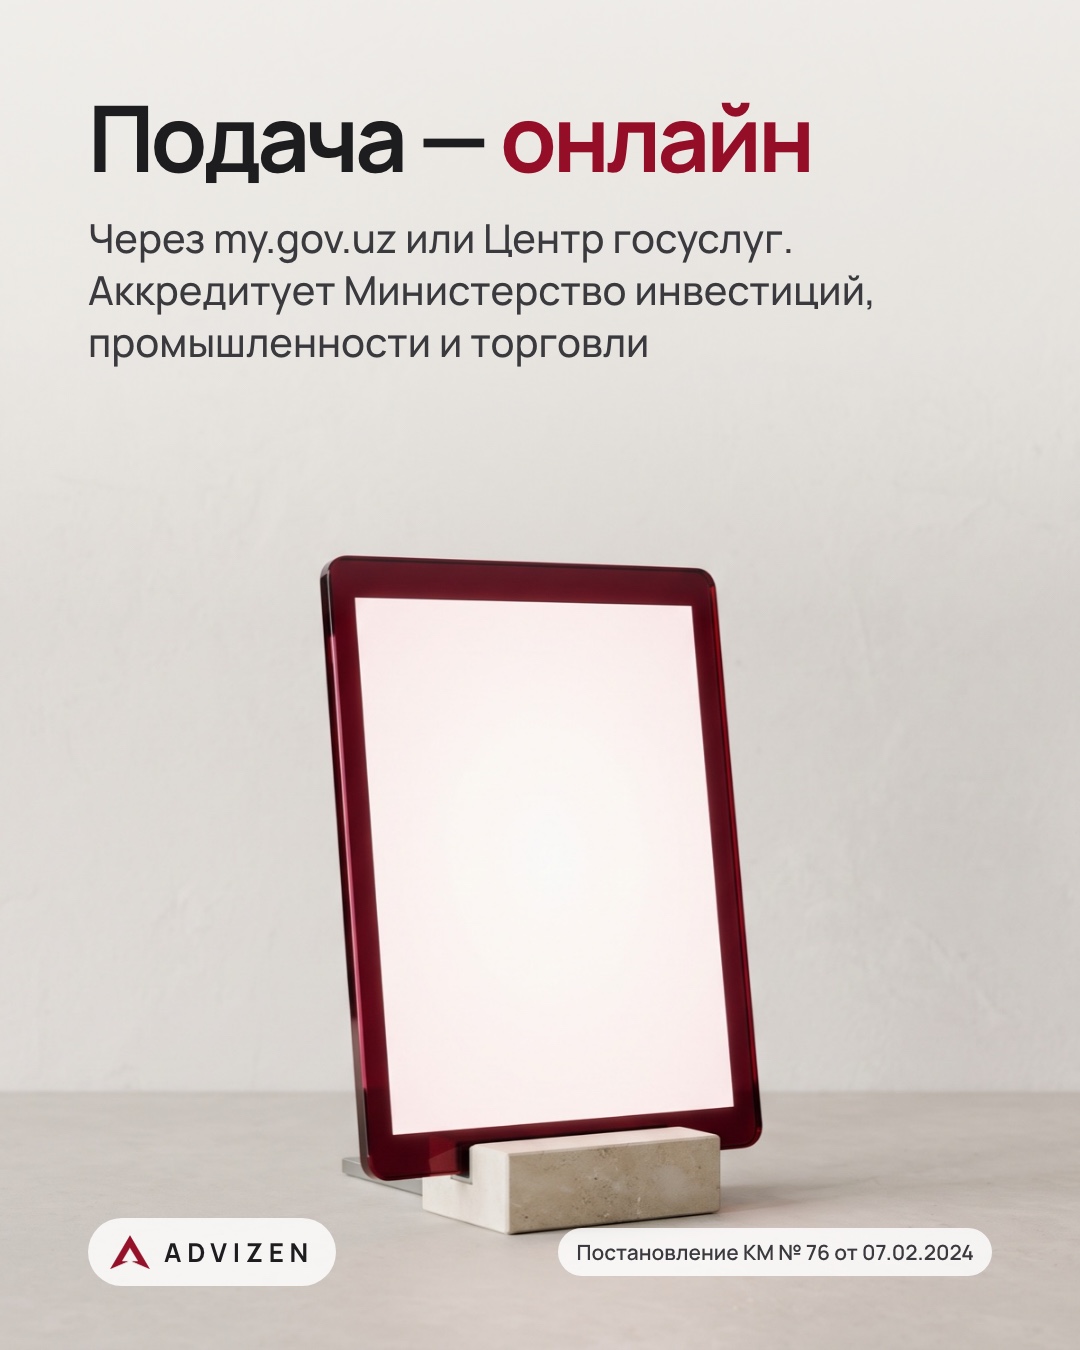 Подача — онлайн
Через my.gov.uz или Центр госуслуг.
Аккредитует Министерство инвестиций,
промышленности и торговли
ADVIZEN
Постановление КМ № 76 от 07.02.2024